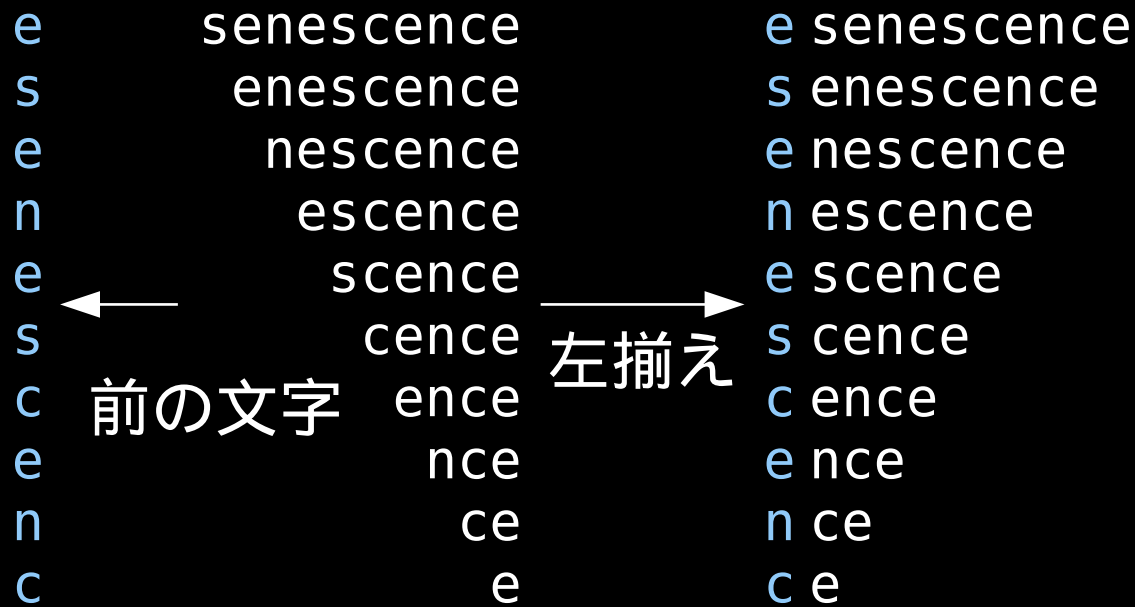 e senescence e senescence
s enescence s enescence
e nescence e nescence
n escence n escence
e scence e scence
s cence s cence
左揃え
c ence c ence
前の文字
e nce e nce
n ce n ce
c e c e